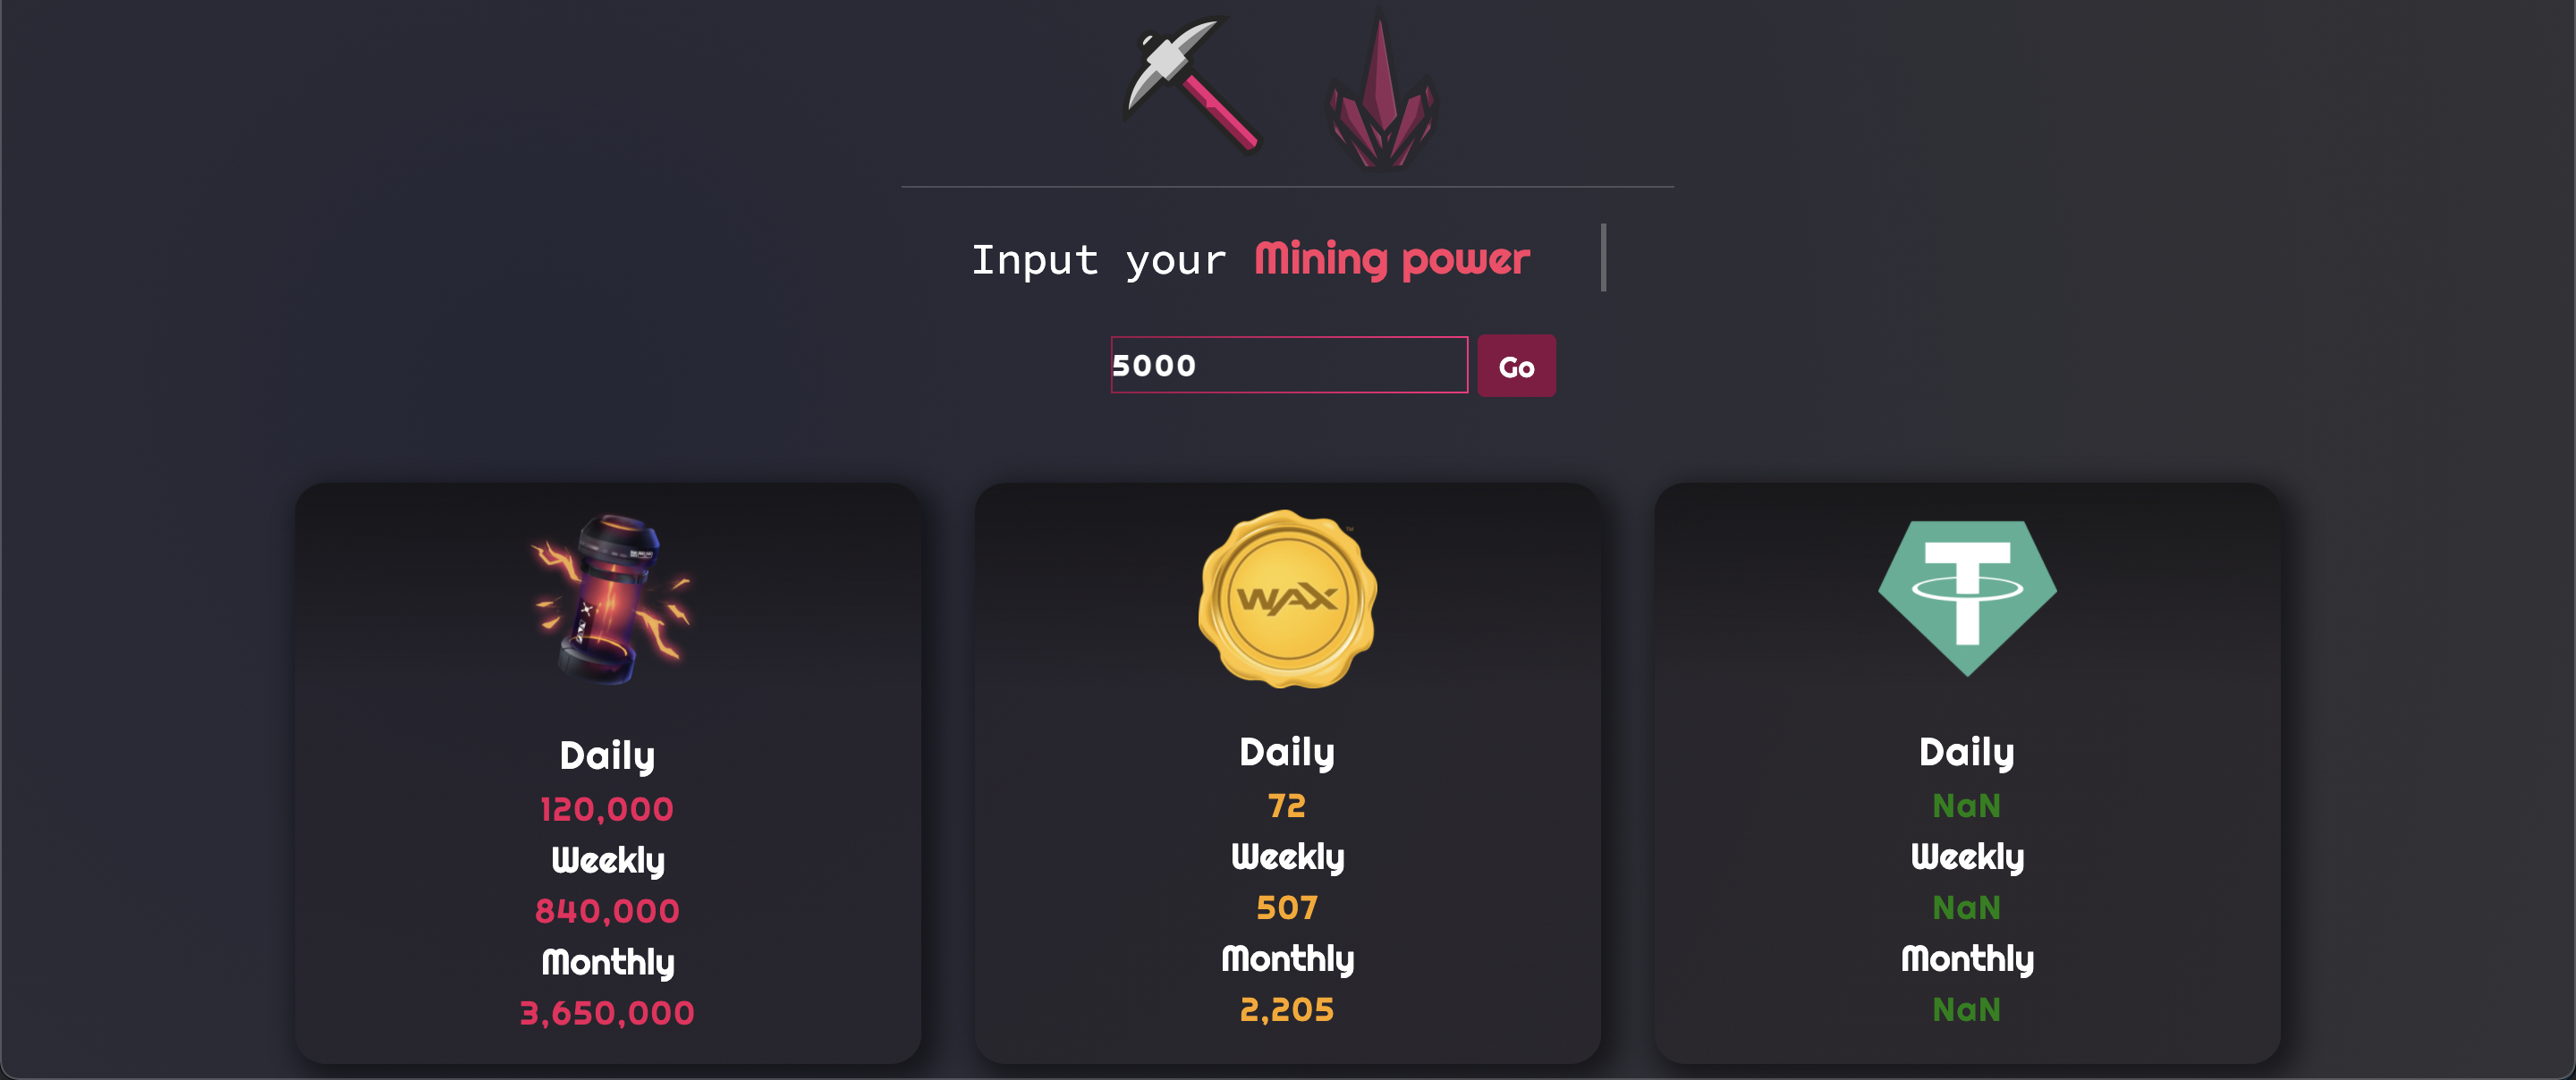 Input your Mining power
5000
Go
Daily
120,000
Weekly
840,000
Monthly
3,650,000
WAX
™
Daily
72
Weekly
507
Monthly
2,205
Daily
NaN
Weekly
NaN
Monthly
NaN